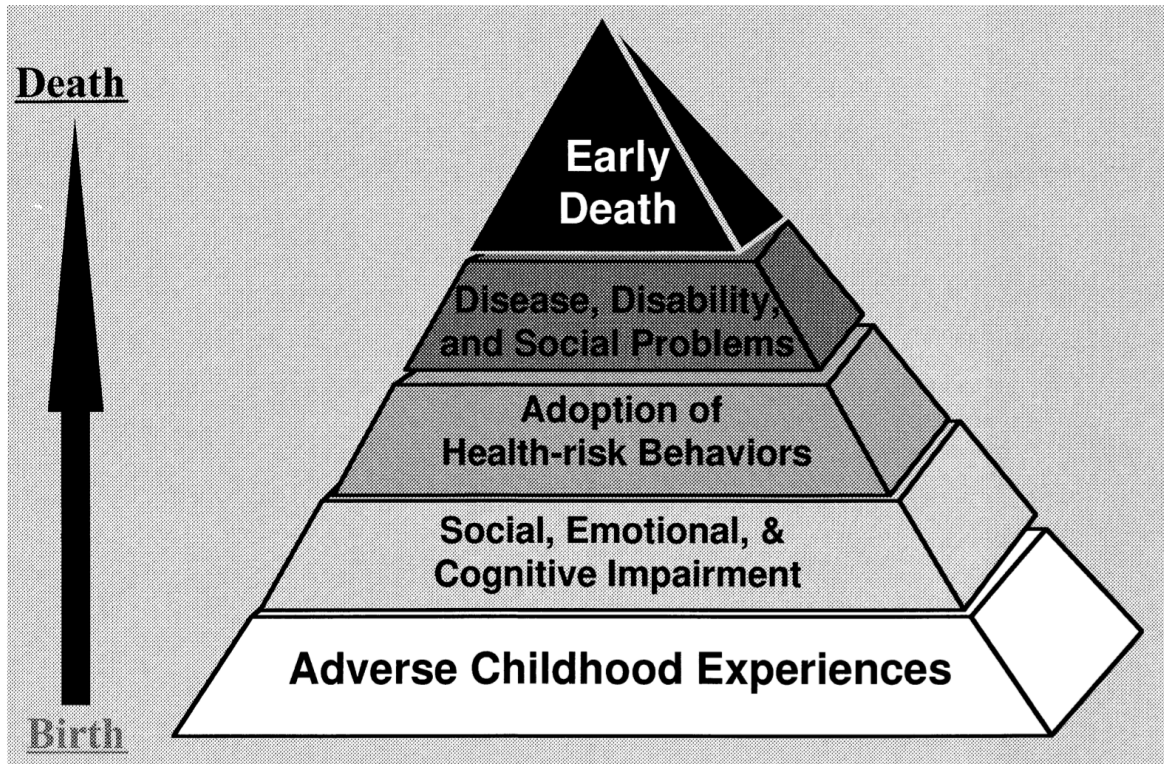 Death
Early
Death
Disease, Disability,
and Social Problems
Adoption of
Health-risk Behaviors
Social, Emotional, &
Cognitive Impairment
Adverse Childhood Experiences
Birth